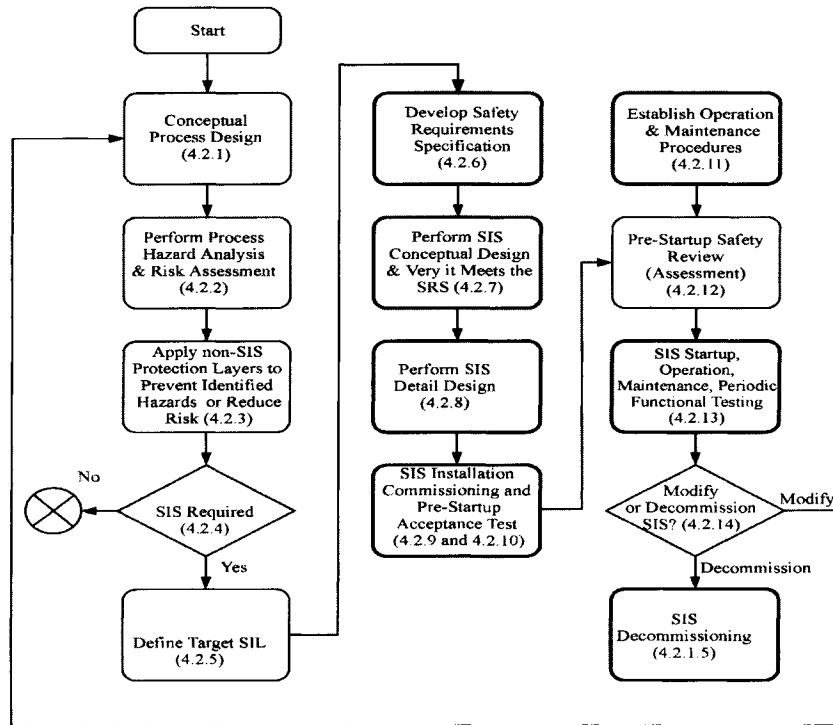 Start
Conceptual
Process Design
(4.2.1)
Perform Process
Hazard Analysis
& Risk Assessment
(4.2.2)
Apply non-SIS
Protection Layers to
Prevent Identified
Hazards or Reduce
Risk (4.2.3)
No
SIS Required
(4.2.4)
Yes
Define Target SIL
(4.2.5)
Develop Safety
Requirements
Specification
(4.2.6)
Perform SIS
Conceptual Design
& Very it Meets the
SRS (4.2.7)
Perform SIS
Detail Design
(4.2.8)
SIS Installation
Commissioning and
Pre-Startup
Acceptance Test
(4.2.9 and 4.2.10)
Establish Operation
& Maintenance
Procedures
(4.2.11)
Pre-Startup Safety
Review
(Assessment)
(4.2.12)
SIS Startup,
Operation,
Maintenance, Periodic
Functional Testing
(4.2.13)
Modify
or Decommission
SIS? (4.2.14)
Modify
Decommission
SIS
Decommissioning
(4.2.1.5)